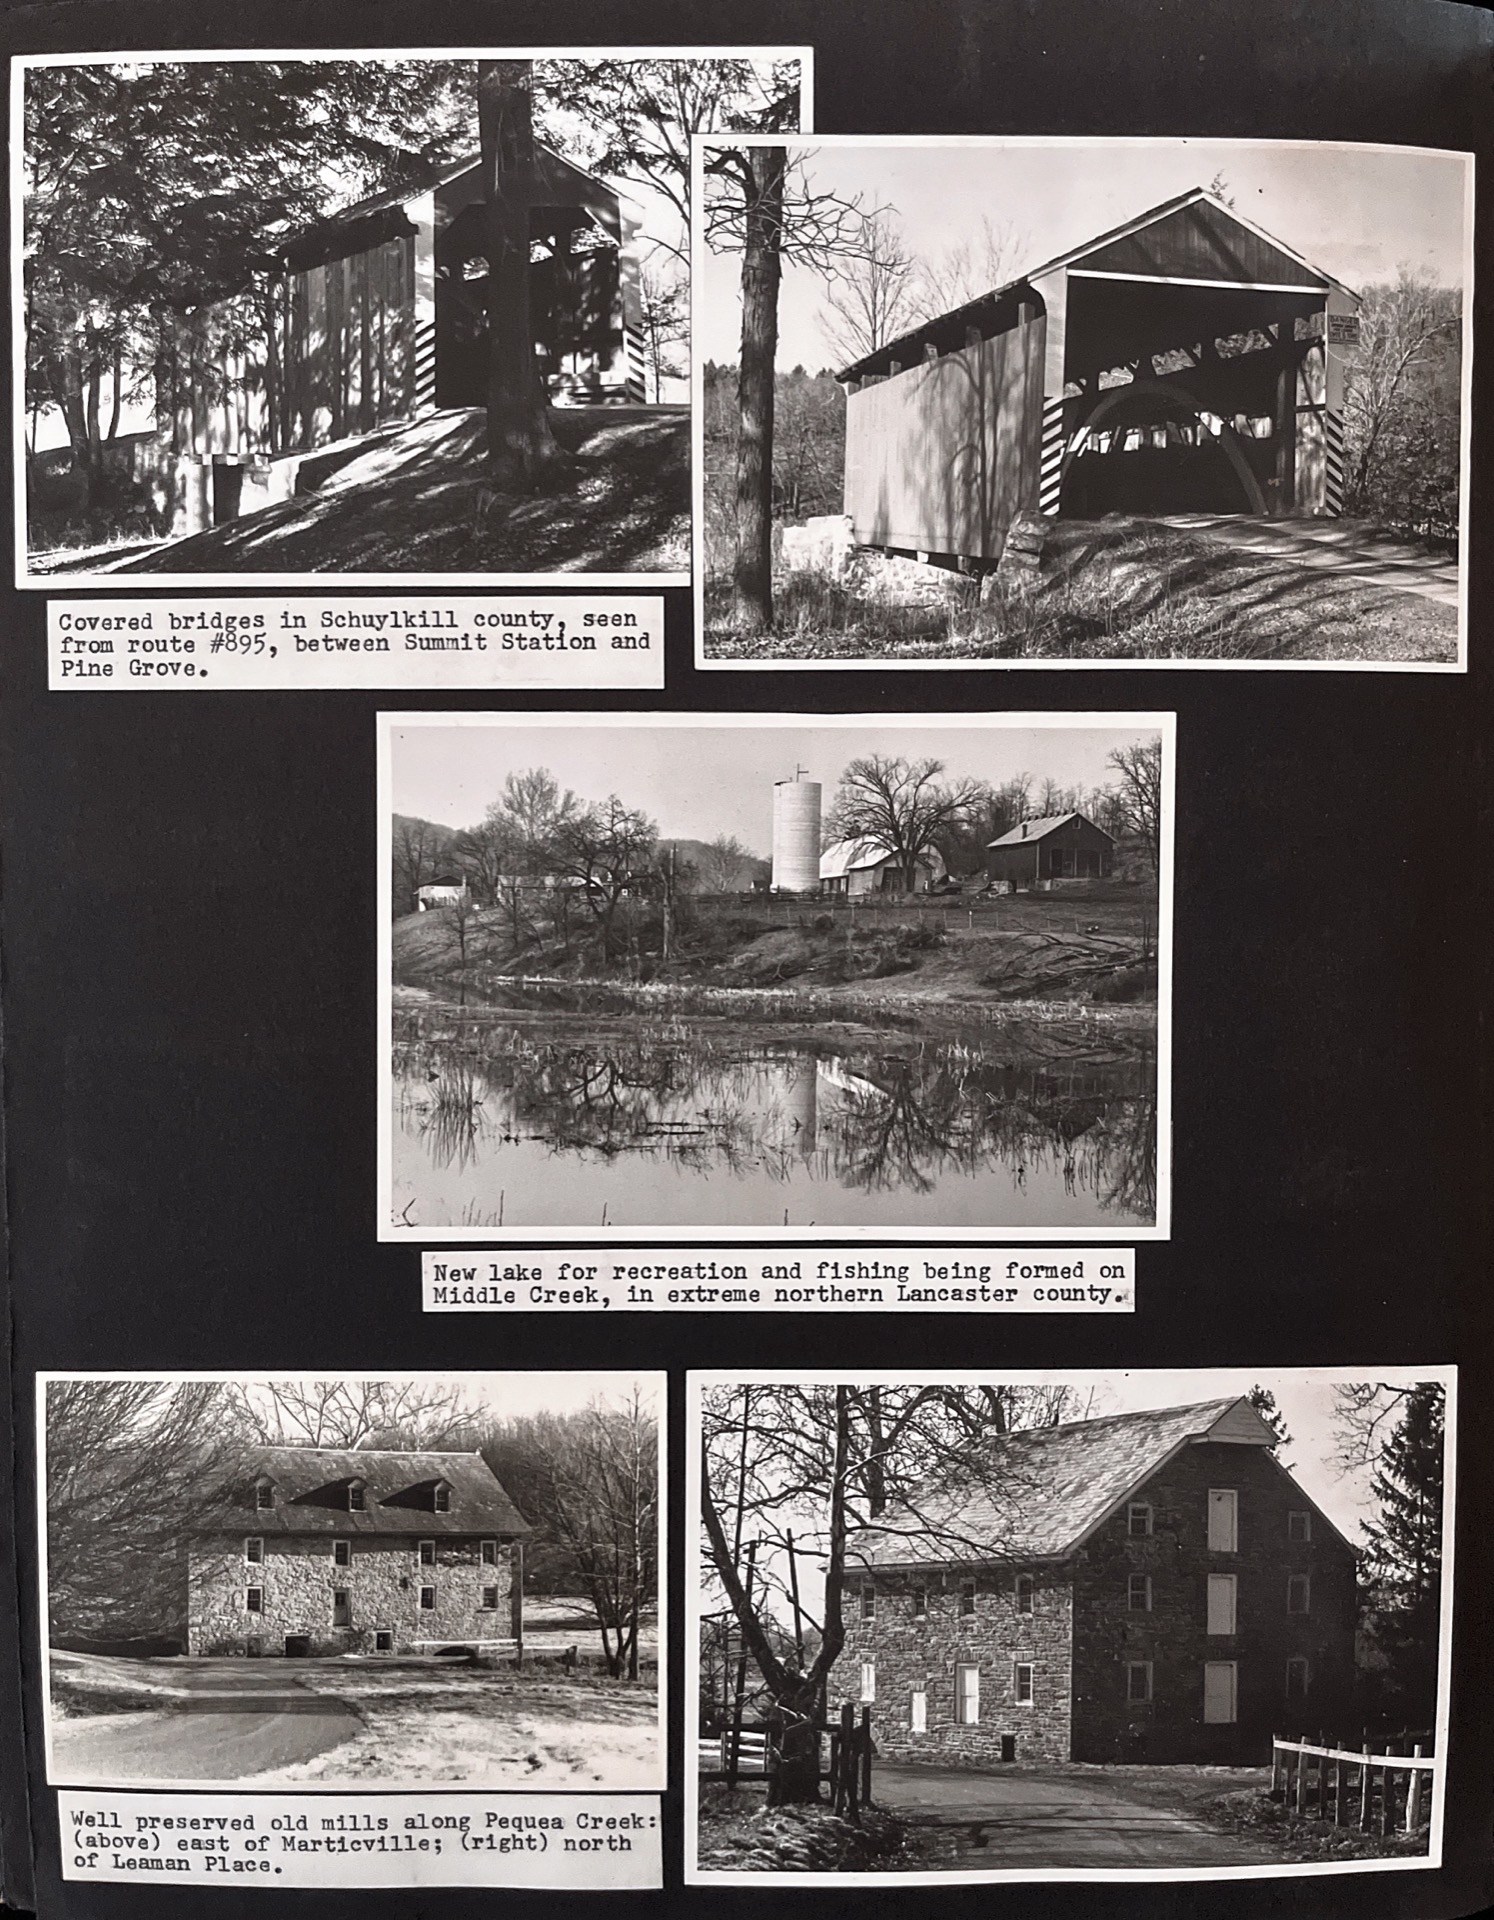 Covered bridges in Schuylkill county, seen
from route #895, between Summit Station and
Pine Grove.
DANGER
New lake for recreation and fishing being formed on
Middle Creek, in extreme northern Lancaster county.
Well preserved old mills along Pequea Creek:
(above) east of Marticville; (right) north
of Leaman Place.